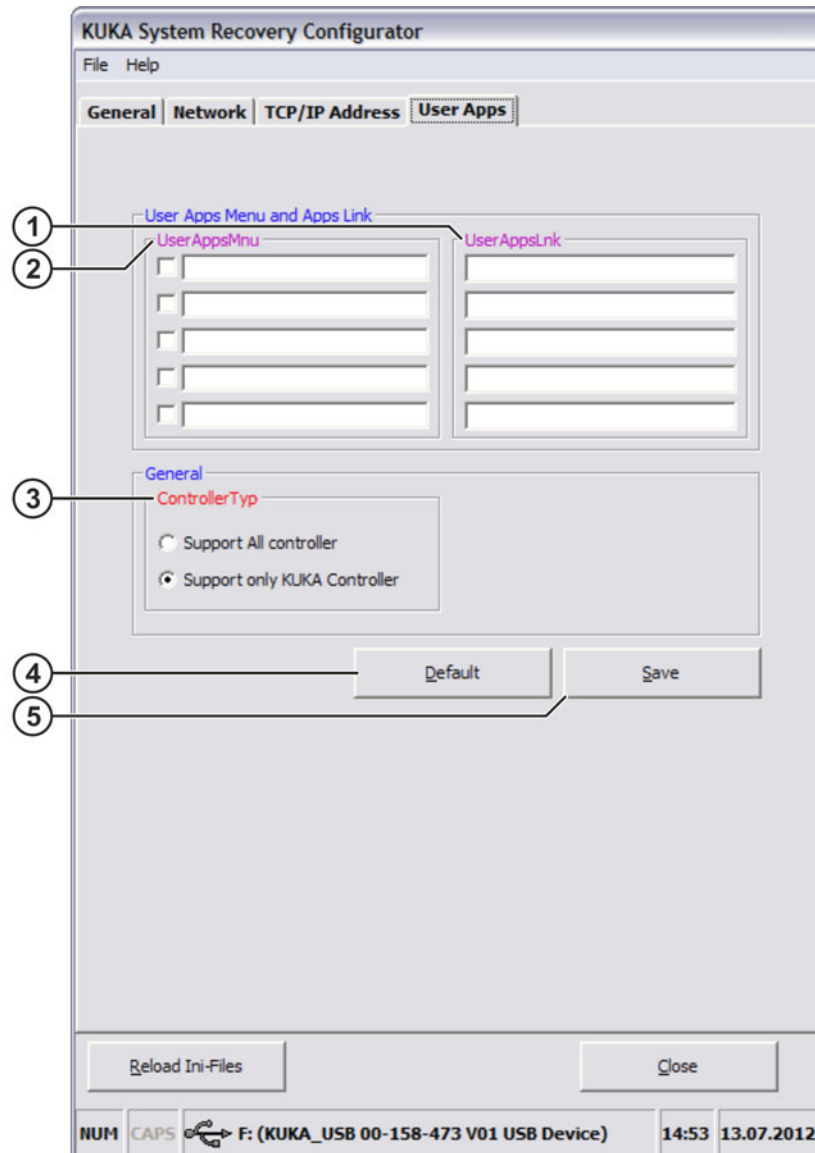 KUKA System Recovery Configurator
File Help
General Network TCP/IP Address User Apps
User Apps Menu and Apps Link
1
UserAppsMnu UserAppsLnk
2
General
3
ControllerTyp
Support All controller
Support only KUKA Controller
4
Default Save
5
Reload Ini-Files Close
NUM CAPS F: (KUKA_USB 00-158-473 V01 USB Device) 14:53 13.07.2012